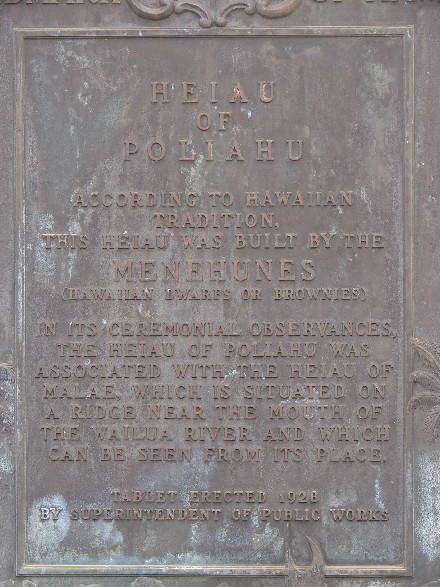 HEIAU
OF
POLIAHU
ACCORDING TO HAWAIIAN
TRADITION,
THIS HEIAU WAS BUILT BY THE
MENEHUNES
(HAWAIIAN DWARFS OR BROWNIES)
IN ITS CEREMONIAL OBSERVANCES,
THE HEIAU OF POLIAHU WAS
ASSOCIATED WITH THE HEIAU OF
MALAE, WHICH IS SITUATED ON
A RIDGE NEAR THE MOUTH OF
THE WAILUA RIVER AND WHICH
CAN BE SEEN FROM ITS PLACE.
TABLET ERECTED 1928
BY SUPERINTENDENT OF PUBLIC WORKS